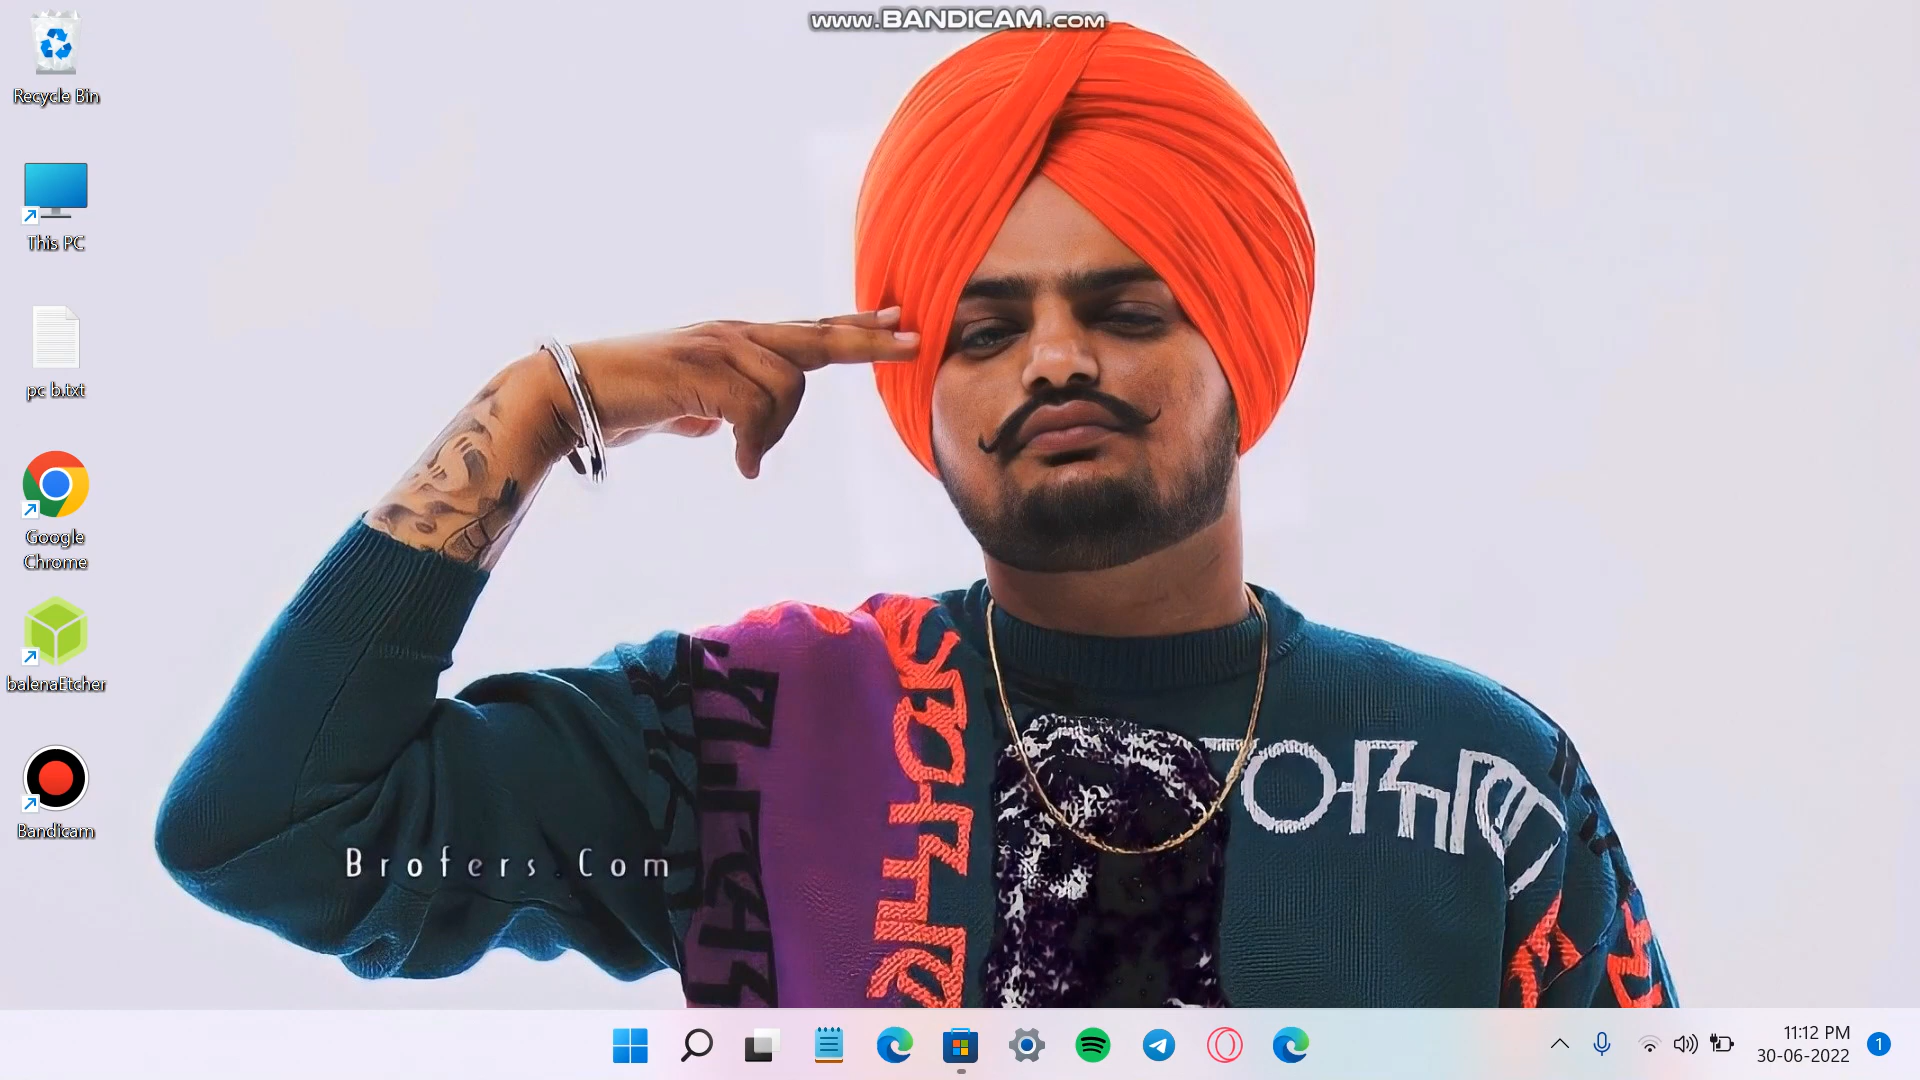 www.BANDICAM.com
Recycle Bin
This PC
pc b.txt
Google
Chrome
balenaEtcher
Bandicam
Brofers.Com
11:12 PM
30-06-2022
1